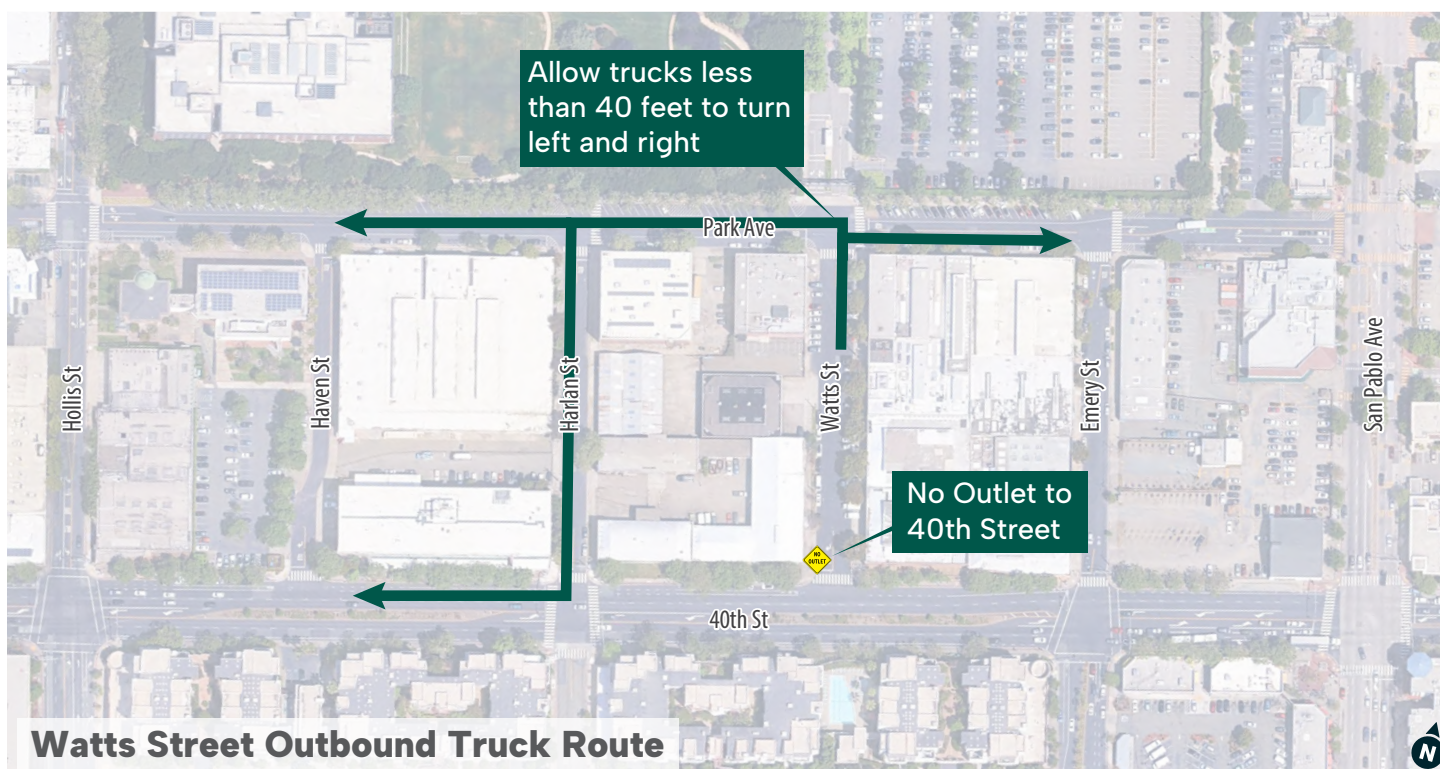 Allow trucks less
than 40 feet to turn
left and right
Park Ave
Hollis St
Haven St
Harlan St
Watts St
Emery St
San Pablo Ave
No Outlet to
40th Street
NO
OUTLET
40th St
Watts Street Outbound Truck Route
N